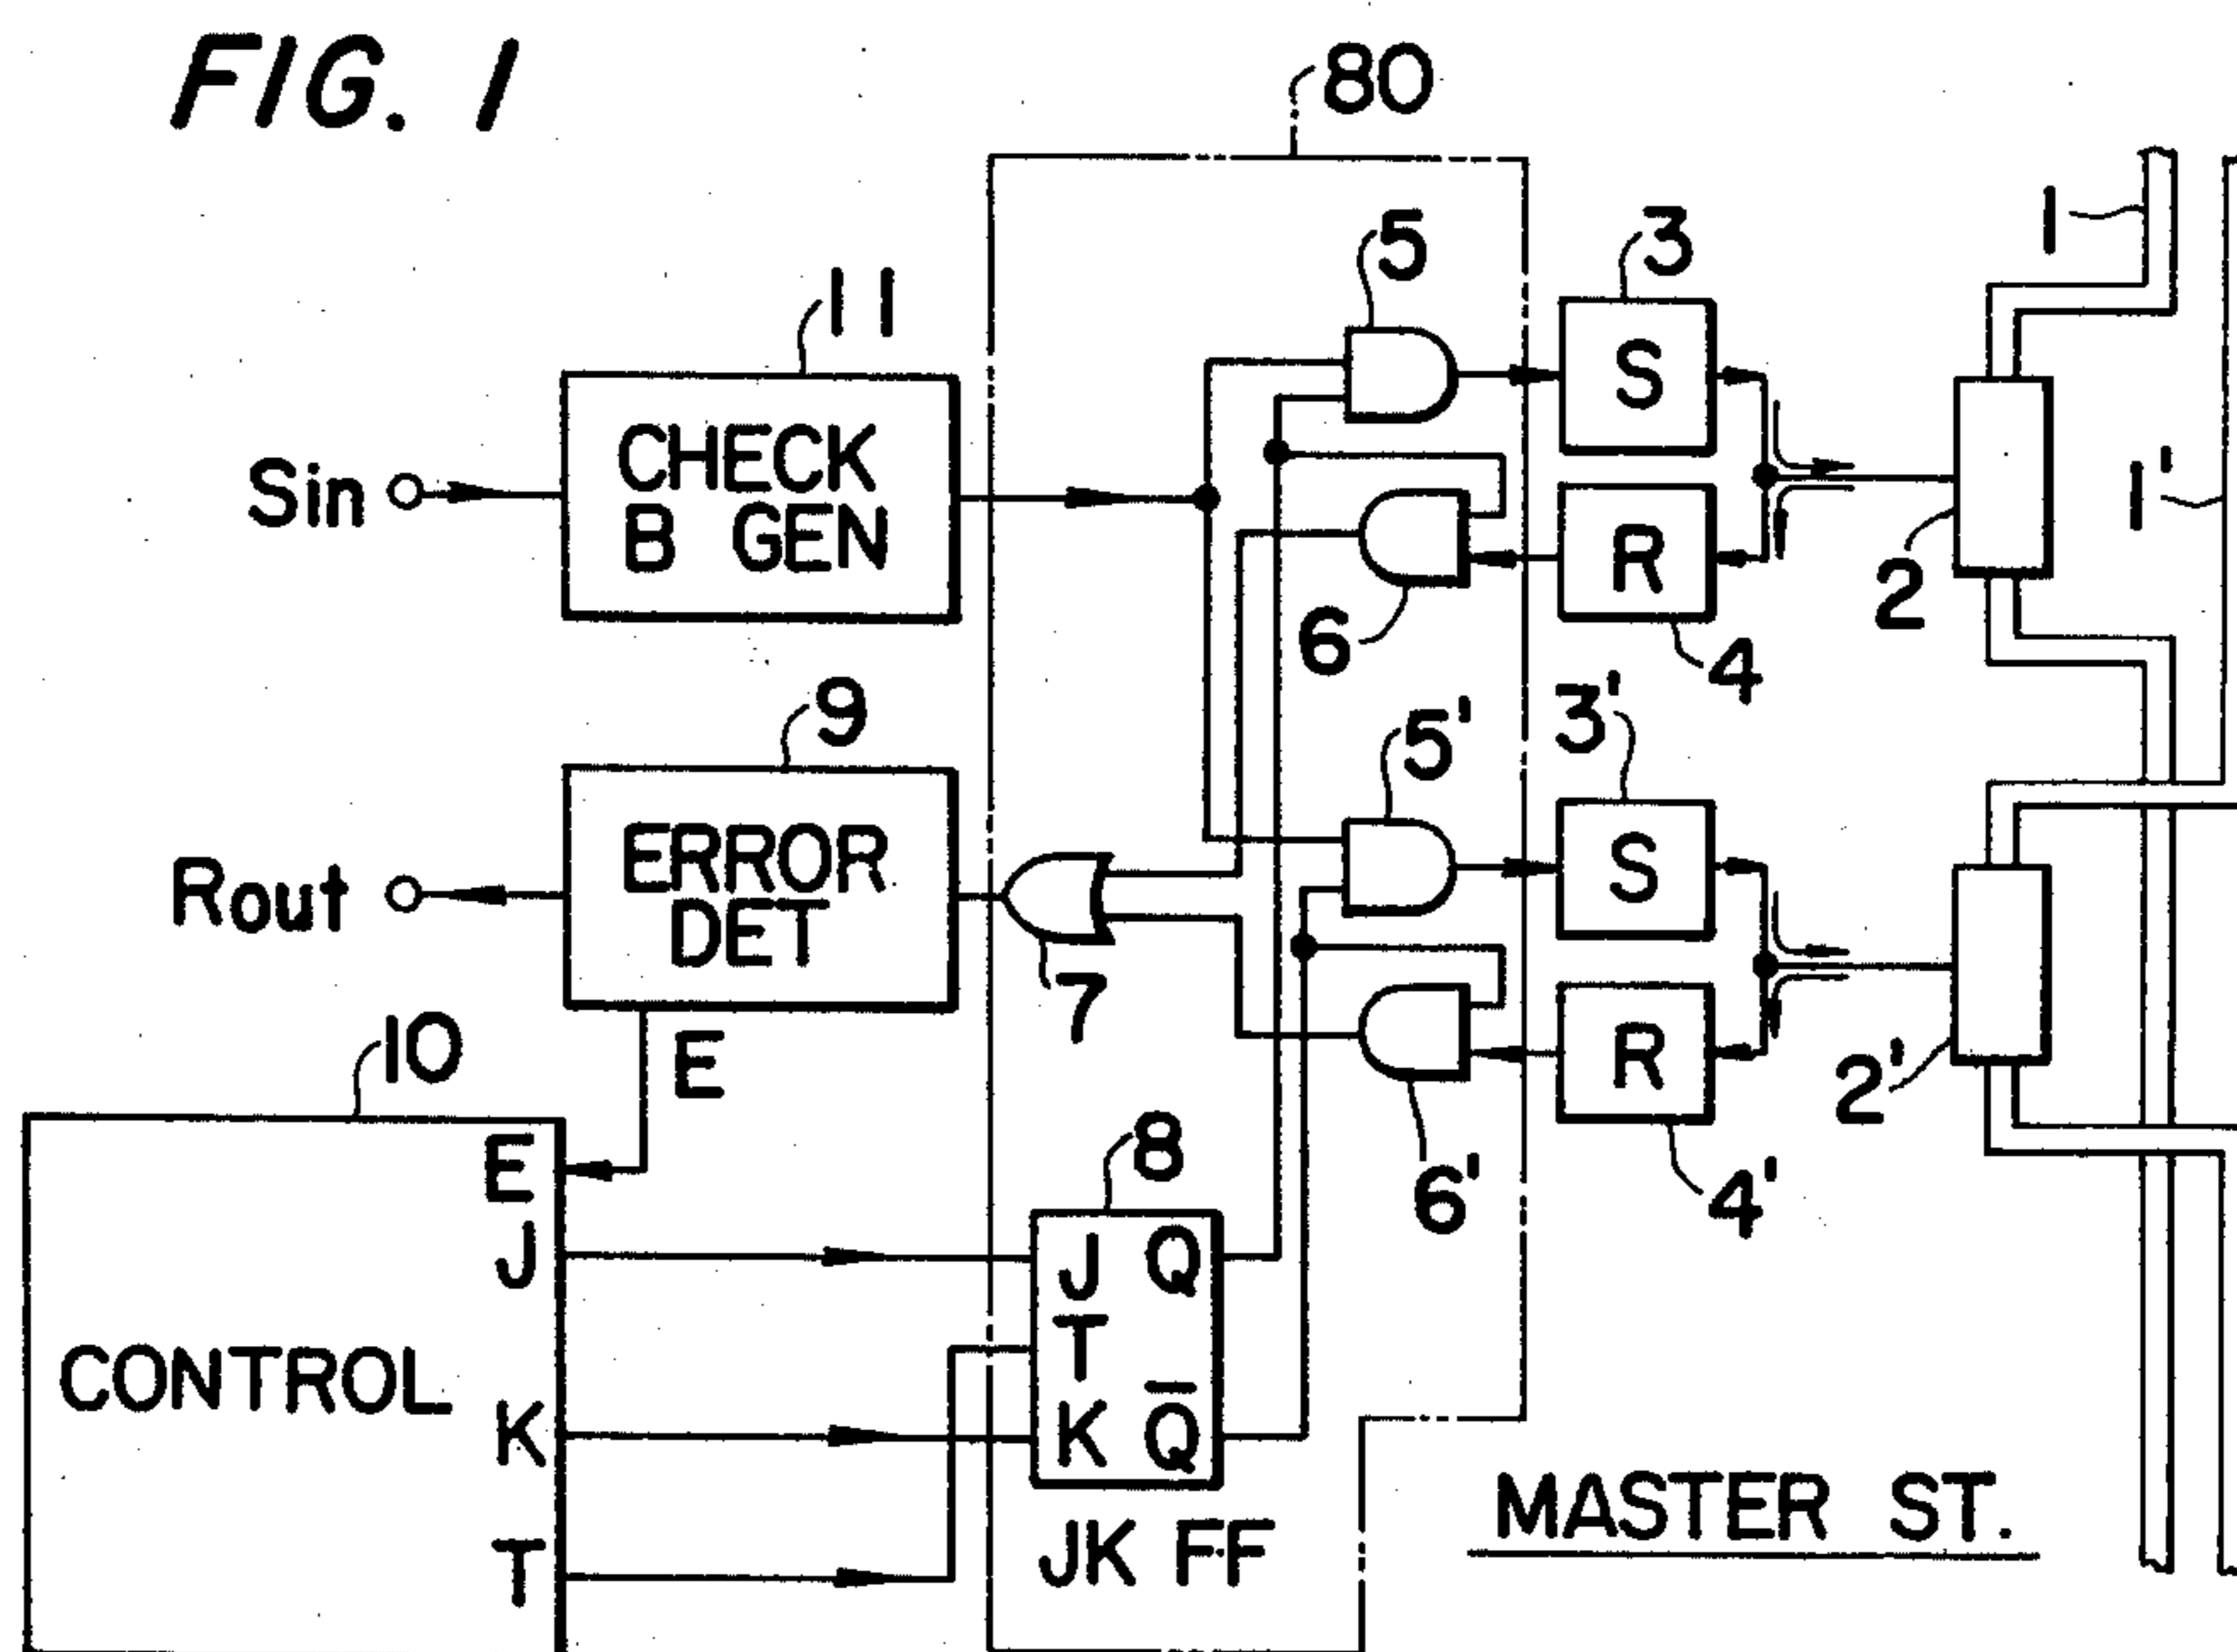 FIG. 1
80
1
5
3
11
S
CHECK
B GEN
Sin
1'
R
2
6
4
9
3'
5'
ERROR
DET
S
Rout
7
10
E
R
2'
8
E
6'
4'
J
J Q
T
CONTROL
K
K Q̅
T
JK FF
MASTER ST.